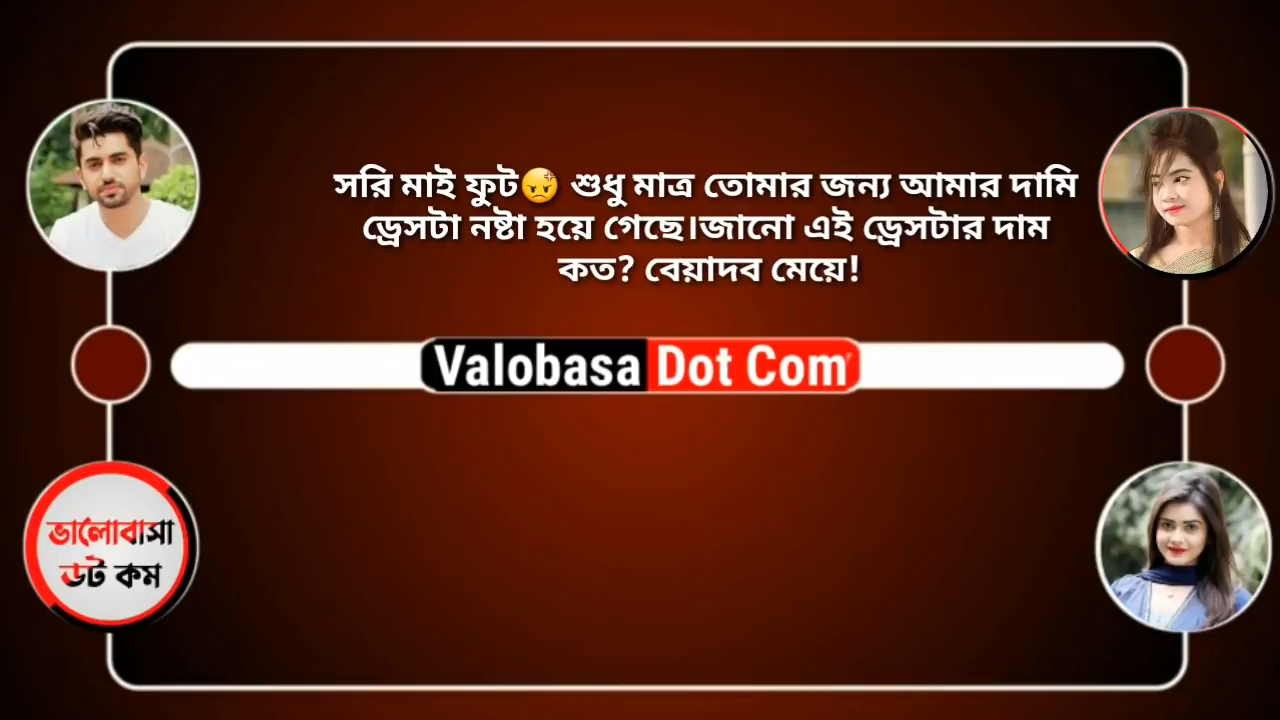 সরি মাই ফুট😡 শুধু মাত্র তোমার জন্য আমার দামি
ড্রেসটা নষ্টা হয়ে গেছে।জানো এই ড্রেসটার দাম
কত? বেয়াদব মেয়ে!
Valobasa Dot Com
ভালোবাসা
ডট কম